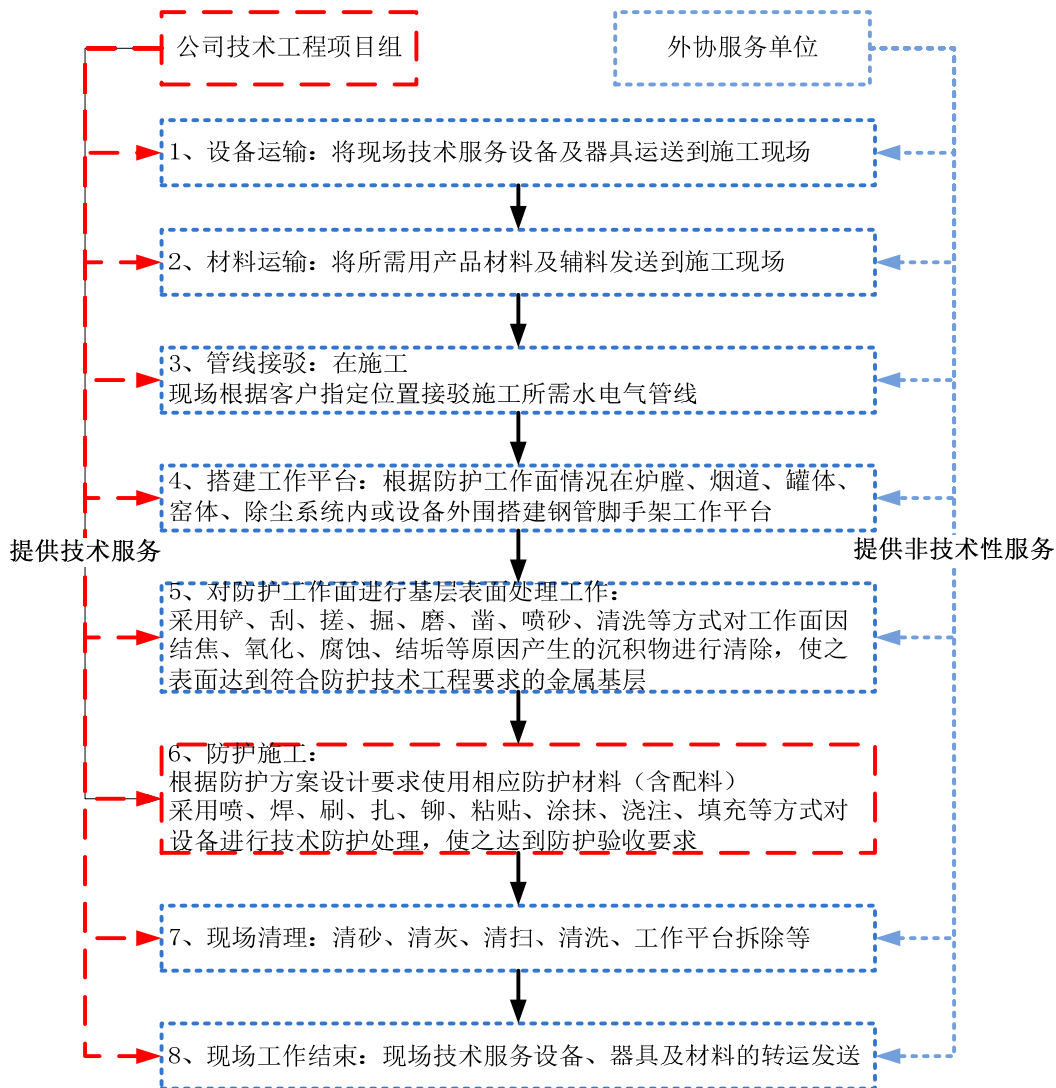 公司技术工程项目组
外协服务单位
1、设备运输：将现场技术服务设备及器具运送到施工现场
2、材料运输：将所需用产品材料及辅料发送到施工现场
3、管线接驳：在施工
现场根据客户指定位置接驳施工所需水电气管线
4、搭建工作平台：根据防护工作面情况在炉膛、烟道、罐体、
窑体、除尘系统内或设备外围搭建钢管脚手架工作平台
提供技术服务
提供非技术性服务
5、对防护工作面进行基层表面处理工作：
采用铲、刮、搓、掘、磨、凿、喷砂、清洗等方式对工作面因
结焦、氧化、腐蚀、结垢等原因产生的沉积物进行清除，使之
表面达到符合防护技术工程要求的金属基层
6、防护施工：
根据防护方案设计要求使用相应防护材料（含配料）
采用喷、焊、刷、扎、铆、粘贴、涂抹、浇注、填充等方式对
设备进行技术防护处理，使之达到防护验收要求
7、现场清理：清砂、清灰、清扫、清洗、工作平台拆除等
8、现场工作结束：现场技术服务设备、器具及材料的转运发送